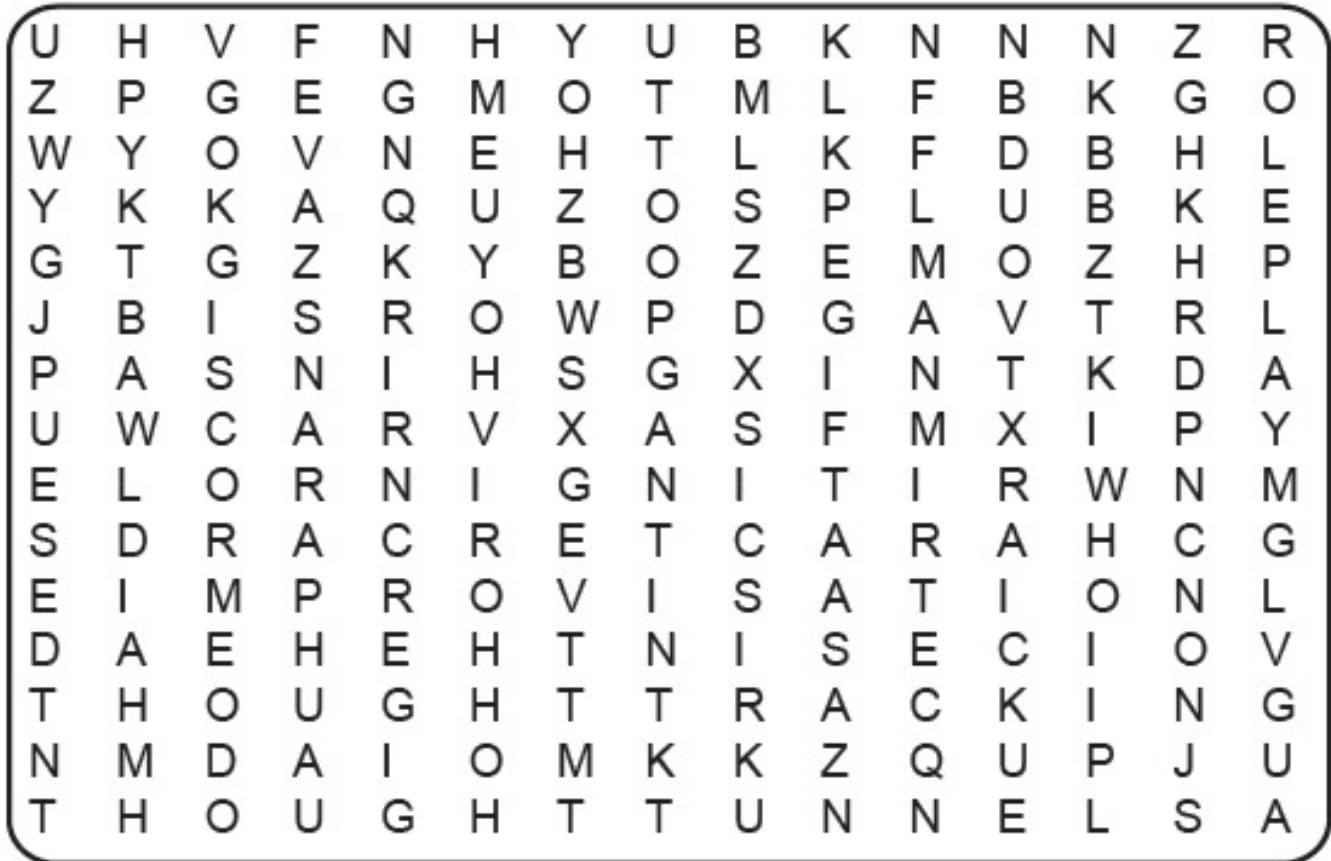 U H V F N H Y U B K N N N Z R
Z P G E G M O T M L F B K G O
W Y O V N E H T L K F D B H L
Y K K A Q U Z O S P L U B K E
G T G Z K Y B O Z E M O Z H P
J B I S R O W P D G A V T R L
P A S N I H S G X I N T K D A
U W C A R V X A S F M X I P Y
E L O R N I G N I T I R W N M
S D R A C R E T C A R A H C G
E I M P R O V I S A T I O N L
D A E H E H T N I S E C I O V
T H O U G H T T R A C K I N G
N M D A I O M K K Z Q U P J U
T H O U G H T T U N N E L S A